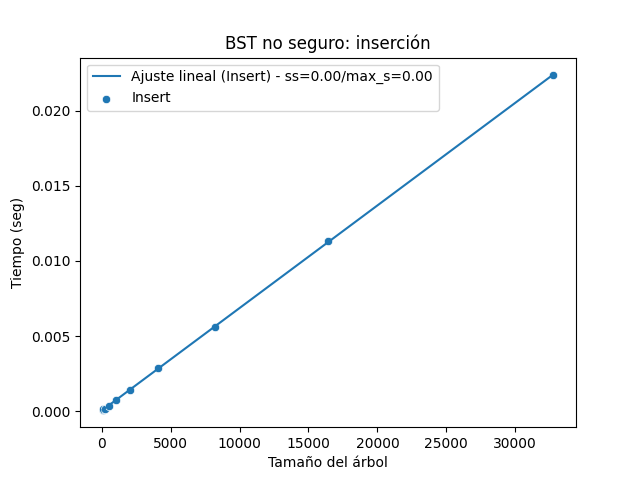 BST no seguro: inserción
Ajuste lineal (Insert) - ss=0.00/max_s=0.00
Insert
0.020
0.015
0.010
0.005
0.000
Tiempo (seg)
0 5000 10000 15000 20000 25000 30000
Tamaño del árbol